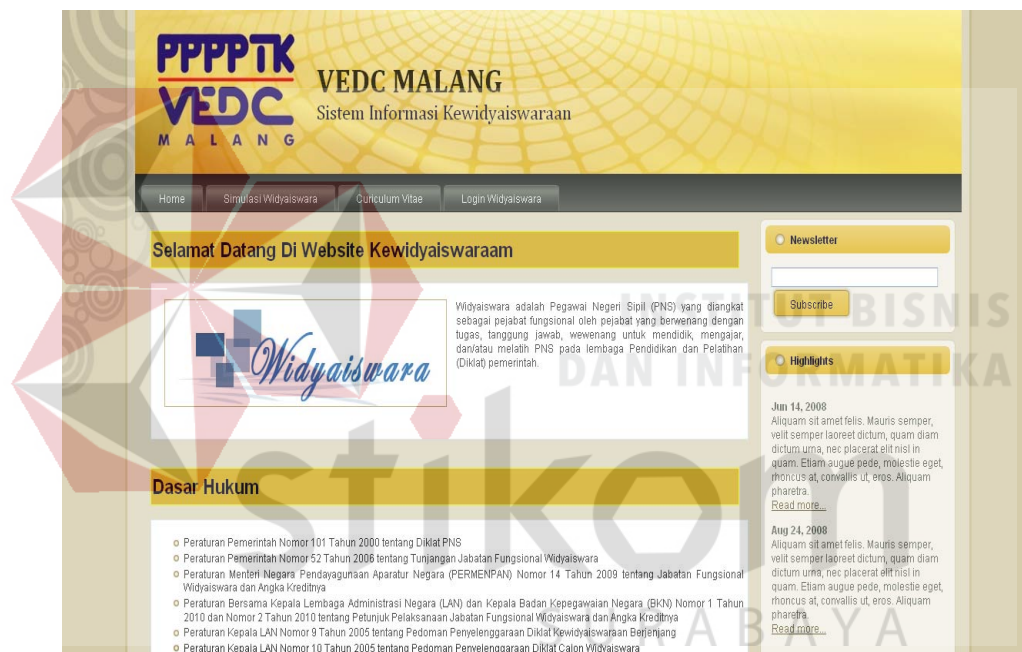 PPPPTK
VEDC
MALANG
VEDC MALANG
Sistem Informasi Kewidyaiswaraan
Home
Simulasi Widyaiswara
Curiculum Vitae
Login Widyaiswara
Selamat Datang Di Website Kewidyaiswaraam
Widyaiswara
Widyaiswara adalah Pegawai Negeri Sipil (PNS) yang diangkat
sebagai pejabat fungsional oleh pejabat yang berwenang dengan
tugas, tanggung jawab, wewenang untuk mendidik, mengajar,
dan/atau melatih PNS pada lembaga Pendidikan dan Pelatihan
(Diklat) pemerintah.
Dasar Hukum
Peraturan Pemerintah Nomor 101 Tahun 2000 tentang Diklat PNS
Peraturan Pemerintah Nomor 52 Tahun 2006 tentang Tunjangan Jabatan Fungsional Widyaiswara
Peraturan Menteri Negara Pendayagunaan Aparatur Negara (PERMENPAN) Nomor 14 Tahun 2009 tentang Jabatan Fungsional
Widyaiswara dan Angka Kreditnya
Peraturan Bersama Kepala Lembaga Administrasi Negara (LAN) dan Kepala Badan Kepegawaian Negara (BKN) Nomor 1 Tahun
2010 dan Nomor 2 Tahun 2010 tentang Petunjuk Pelaksanaan Jabatan Fungsional Widyaiswara dan Angka Kreditnya
Peraturan Kepala LAN Nomor 9 Tahun 2005 tentang Pedoman Penyelenggaraan Diklat Kewidyaiswaraan Berjenjang
Peraturan Kepala LAN Nomor 10 Tahun 2005 tentang Pedoman Penyelenggaraan Diklat Calon Widyaiswara
Newsletter
Subscribe
Highlights
Jun 14, 2008
Aliquam sit amet felis. Mauris semper,
velit semper laoreet dictum, quam diam
dictum urna, nec placerat elit nisl in
quam. Etiam augue pede, molestie eget,
rhoncus at, convallis ut, eros. Aliquam
pharetra.
Read more...
Aug 24, 2008
Aliquam sit amet felis. Mauris semper,
velit semper laoreet dictum, quam diam
dictum urna, nec placerat elit nisl in
quam. Etiam augue pede, molestie eget,
rhoncus at, convallis ut, eros. Aliquam
pharetra.
Read more...
INSTITUT BISNIS
DAN INFORMATIKA
stikom
SURABAYA